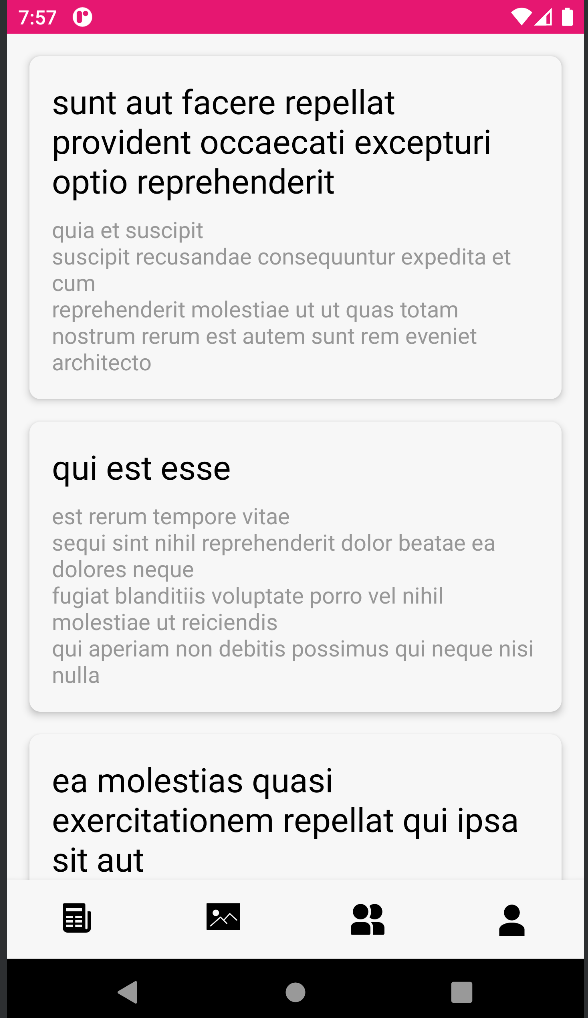 7:57
sunt aut facere repellat
provident occaecati excepturi
optio reprehenderit
quia et suscipit
suscipit recusandae consequuntur expedita et
cum
reprehenderit molestiae ut ut quas totam
nostrum rerum est autem sunt rem eveniet
architecto
qui est esse
est rerum tempore vitae
sequi sint nihil reprehenderit dolor beatae ea
dolores neque
fugiat blanditiis voluptate porro vel nihil
molestiae ut reiciendis
qui aperiam non debitis possimus qui neque nisi
nulla
ea molestias quasi
exercitationem repellat qui ipsa
sit aut